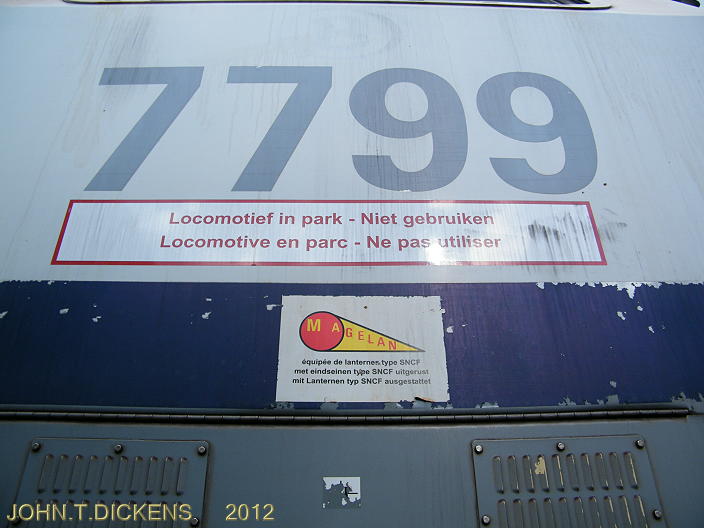 7799
Locomotief in park - Niet gebruiken
Locomotive en parc - Ne pas utiliser
MAGELAN
équipée de lanternes type SNCF
met eindseinen type SNCF uitgerust
mit Lanternen typ SNCF ausgestattet
JOHN.T.DICKENS. 2012